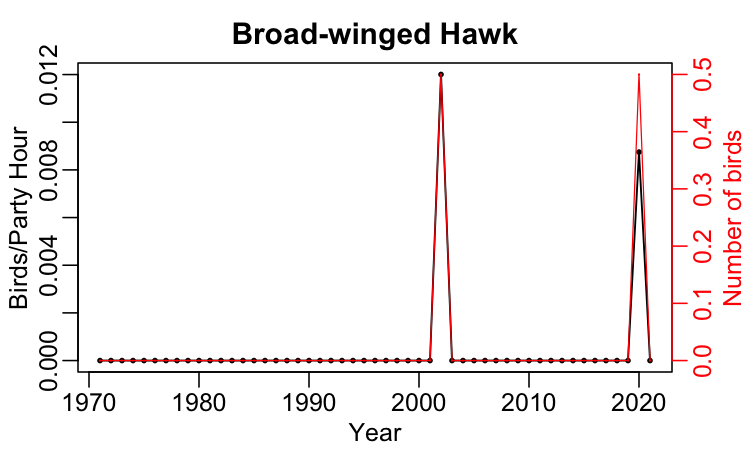 Broad-winged Hawk
Birds/Party Hour
0.012
0.008
0.004
0.000
0.5
0.4
0.3
0.2
0.1
0.0
Number of birds
1970 1980 1990 2000 2010 2020
Year